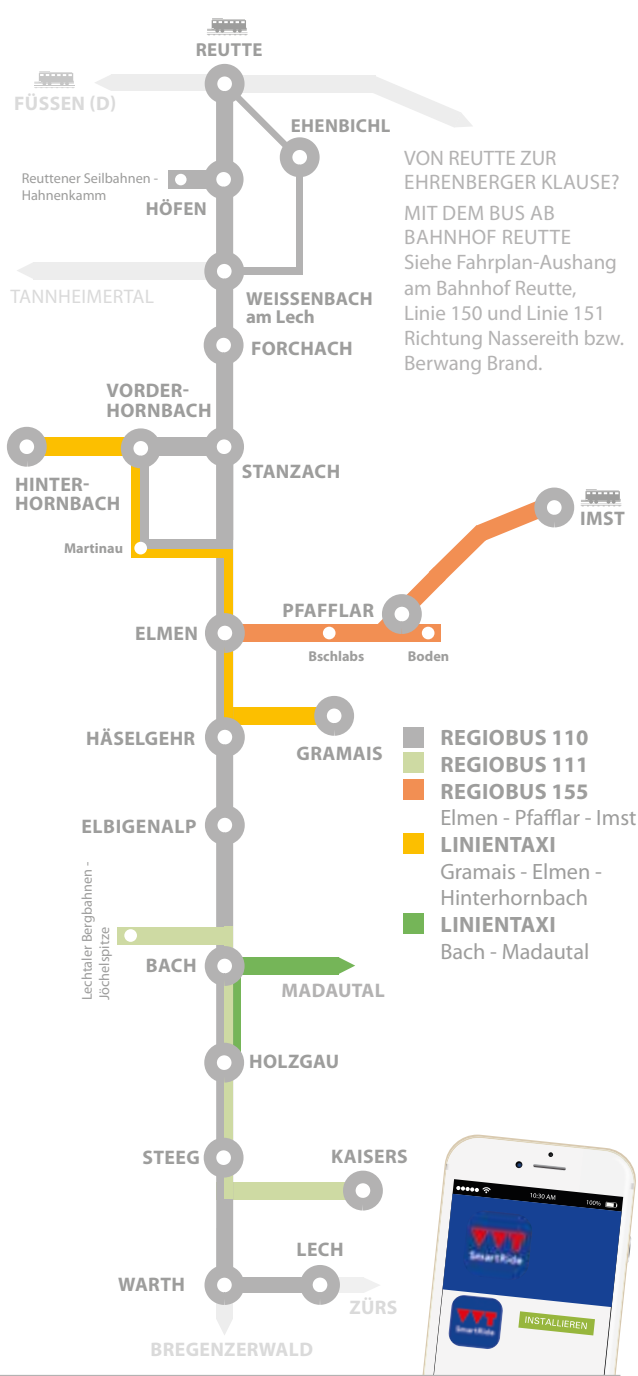 REUTTE
FÜSSEN (D)
EHENBICHL
VON REUTTE ZUR
EHRENBERGER KLAUSE?
MIT DEM BUS AB
BAHNHOF REUTTE
Siehe Fahrplan-Aushang
am Bahnhof Reutte,
Linie 150 und Linie 151
Richtung Nassereith bzw.
Berwang Brand.
Reuttener Seilbahnen -
Hahnenkamm
HÖFEN
TANNHEIMERTAL
WEISSENBACH
am Lech
FORCHACH
VORDER-
HORNBACH
STANZACH
HINTER-
HORNBACH
IMST
Martinau
PFAFFLAR
ELMEN
Bschlabs
Boden
HÄSELGEHR
GRAMAIS
REGIOBUS 110
REGIOBUS 111
REGIOBUS 155
Elmen - Pfafflar - Imst
LINIENTAXI
Gramais - Elmen -
Hinterhornbach
LINIENTAXI
Bach - Madautal
ELBIGENALP
Lechtaler Bergbahnen -
Jöchelspitze
BACH
MADAUTAL
HOLZGAU
STEEG
KAISERS
LECH
WARTH
ZÜRS
BREGENZERWALD
10:30 AM
100%
VVT
SmartRide
VVT
SmartRide
INSTALLIEREN